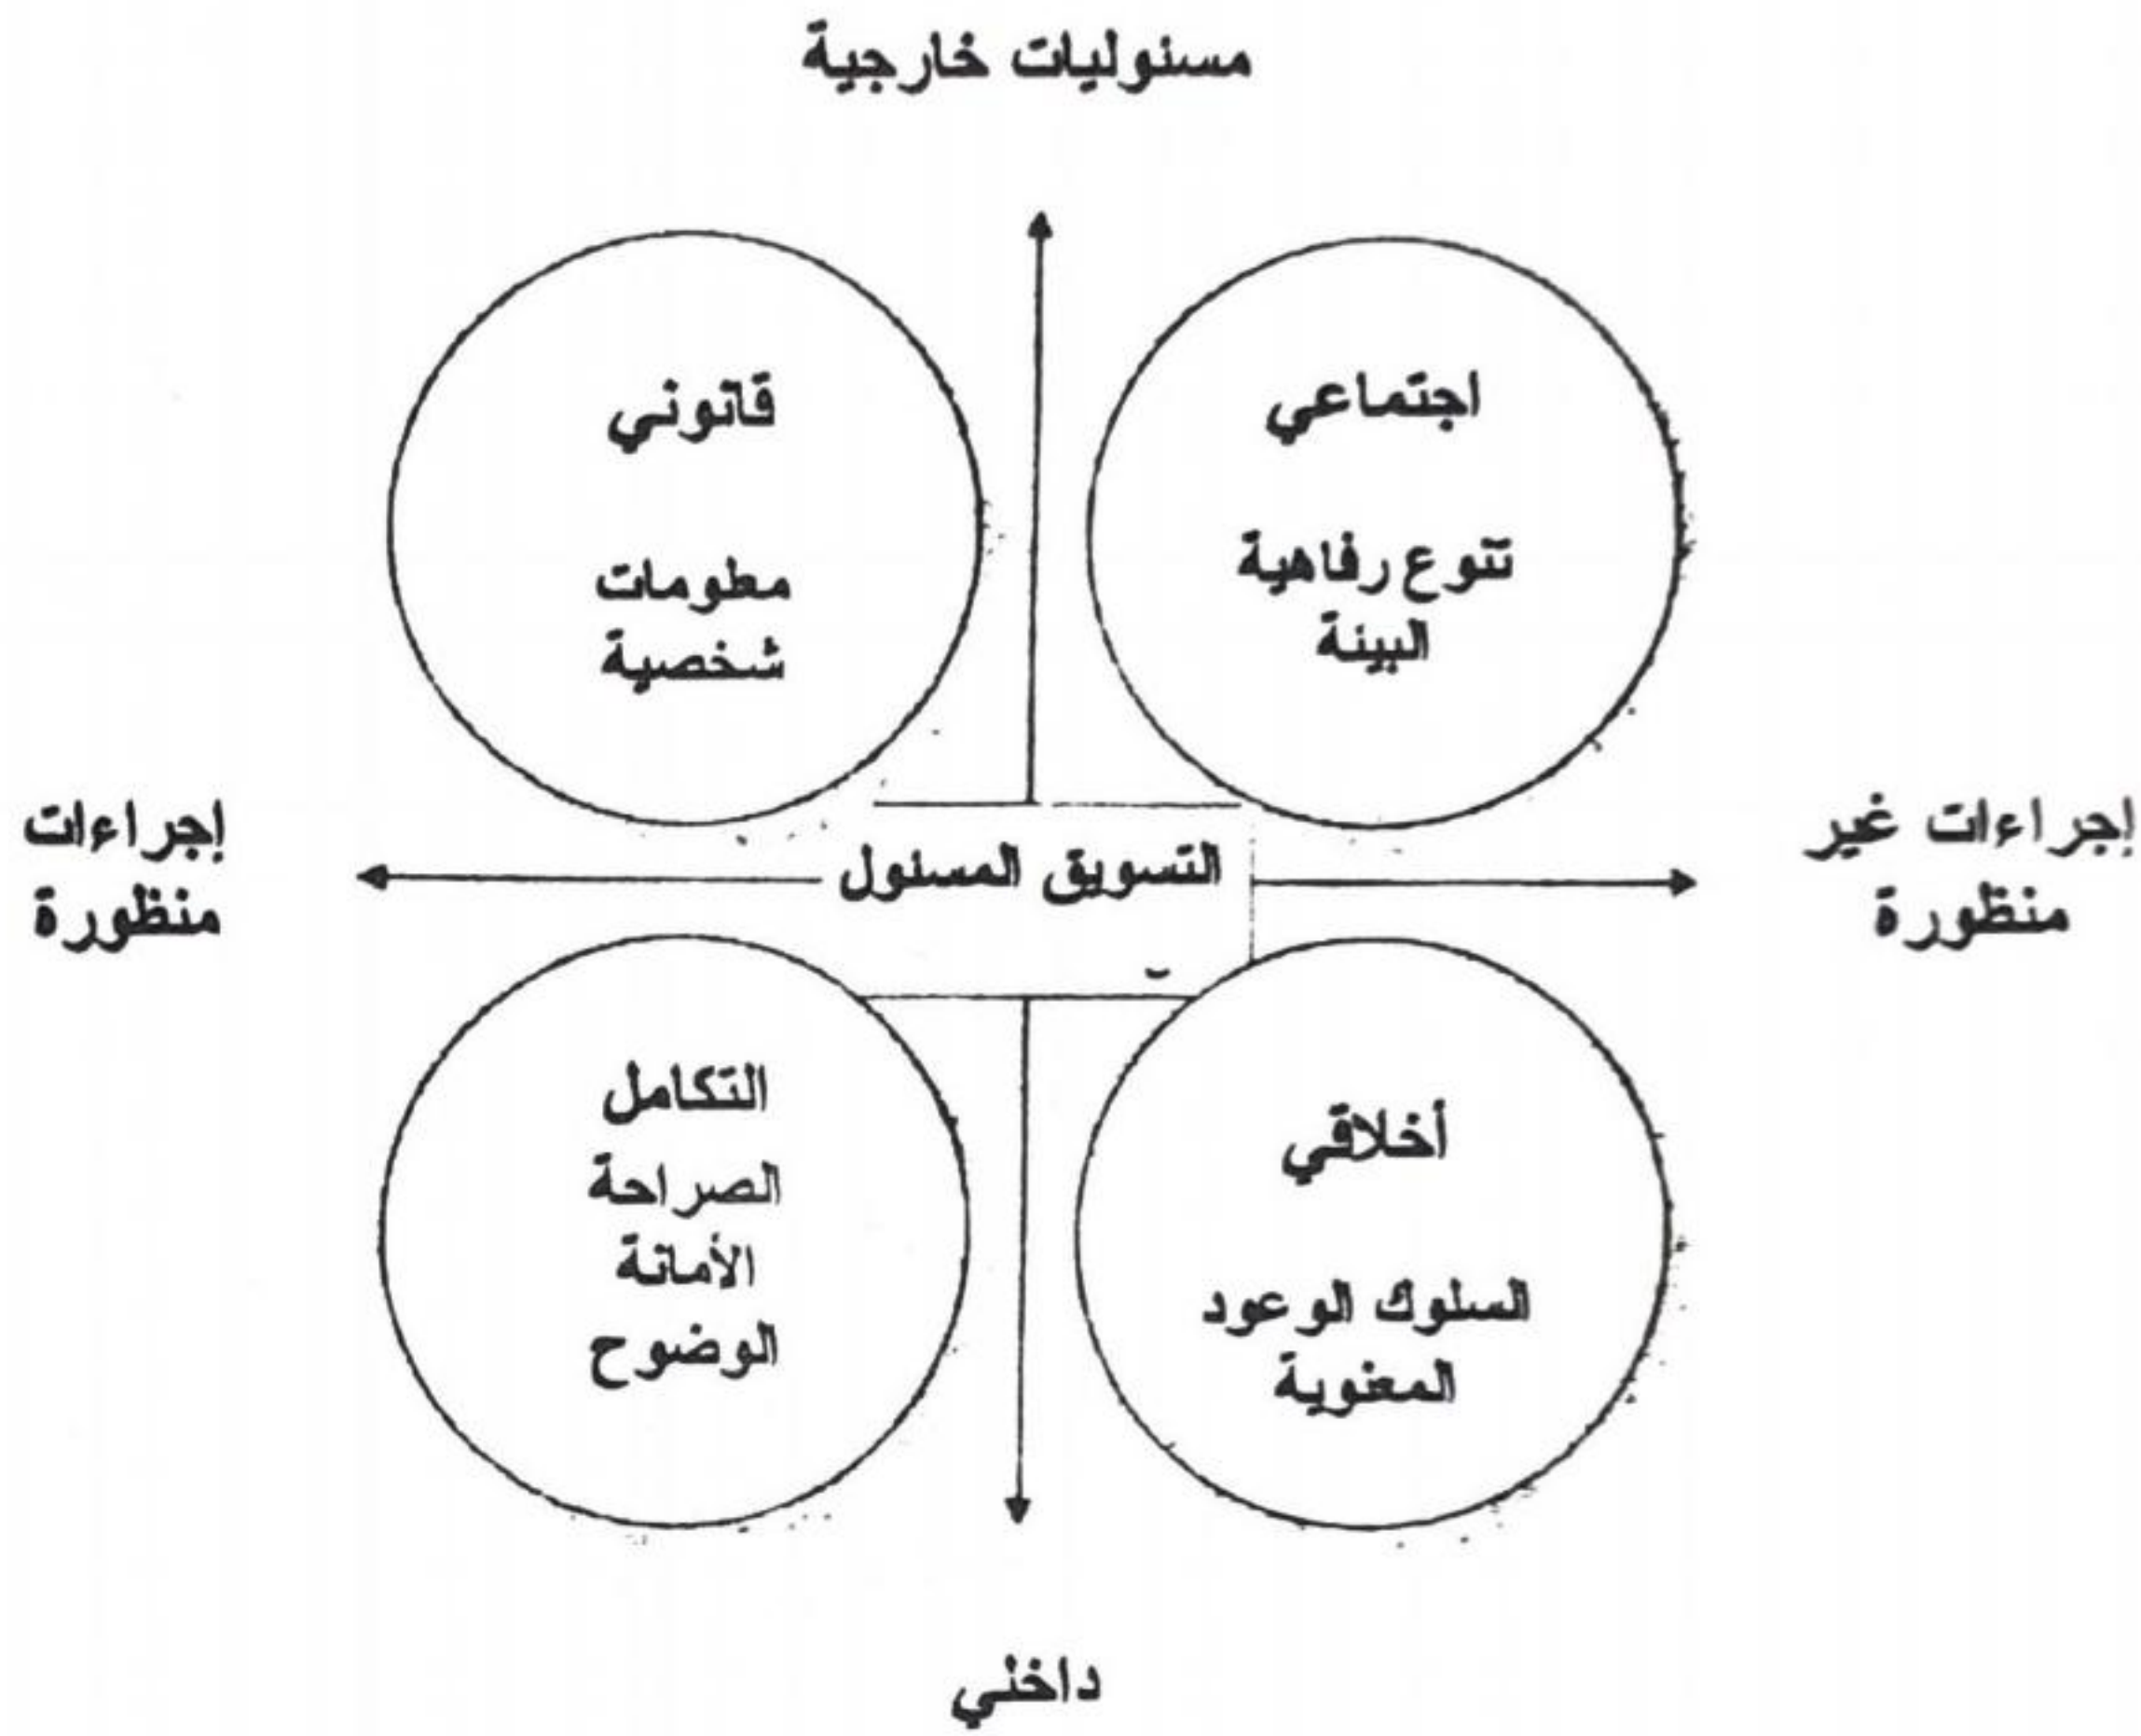 مسئوليات خارجية
اجتماعي
تنوع رفاهية
البيئة
قانوني
معلومات
شخصية
إجراءات غير
منظورة
التسويق المسئول
إجراءات
منظورة
أخلاقي
السلوك الوعود
المعنوية
التكامل
الصراحة
الأمانة
الوضوح
داخلي